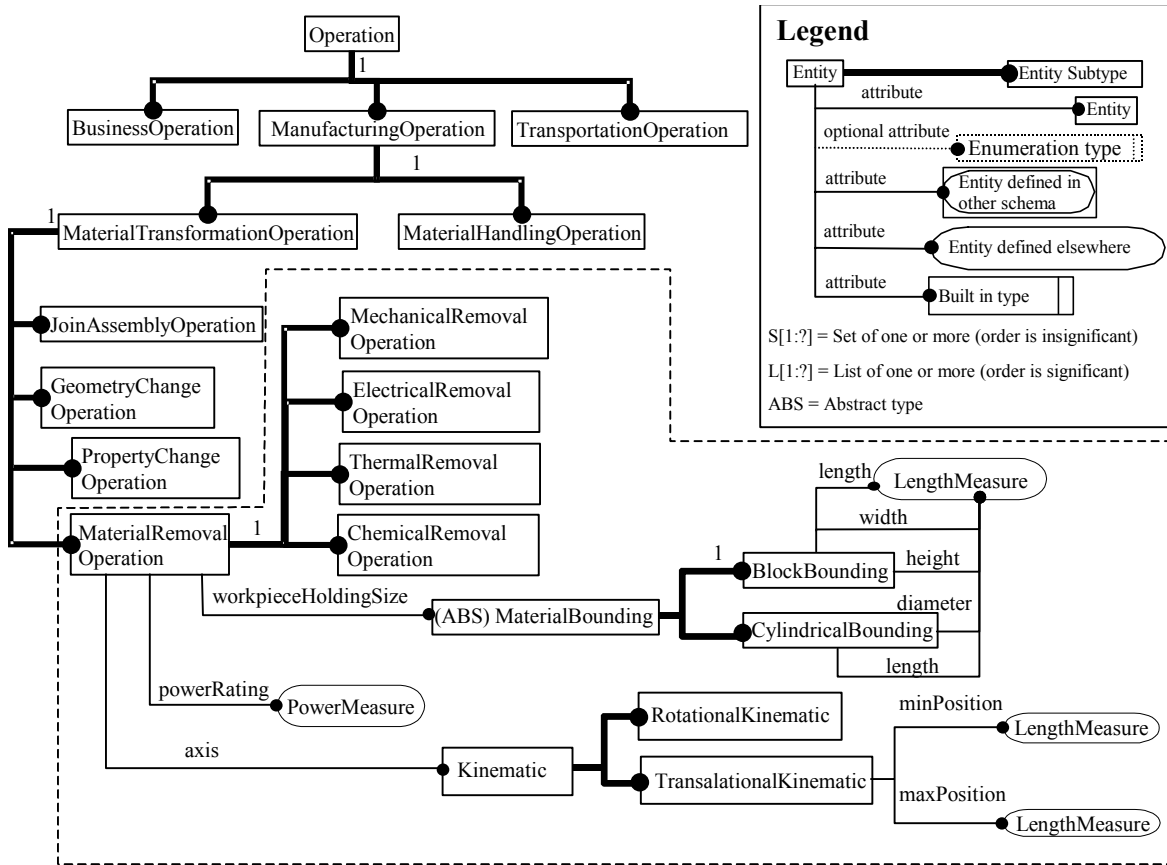 Operation
1
BusinessOperation
ManufacturingOperation
TransportationOperation
1
1
MaterialTransformationOperation
MaterialHandlingOperation
JoinAssemblyOperation
GeometryChange
Operation
PropertyChange
Operation
MaterialRemoval
Operation
1
MechanicalRemoval
Operation
ElectricalRemoval
Operation
ThermalRemoval
Operation
ChemicalRemoval
Operation
workpieceHoldingSize
(ABS) MaterialBounding
1
BlockBounding
CylindricalBounding
length
LengthMeasure
width
height
diameter
length
powerRating
PowerMeasure
axis
Kinematic
RotationalKinematic
TransalationalKinematic
minPosition
LengthMeasure
maxPosition
LengthMeasure
Legend
Entity
Entity Subtype
attribute
Entity
optional attribute
Enumeration type
attribute
Entity defined in
other schema
attribute
Entity defined elsewhere
attribute
Built in type
S[1:?] = Set of one or more (order is insignificant)
L[1:?] = List of one or more (order is significant)
ABS = Abstract type